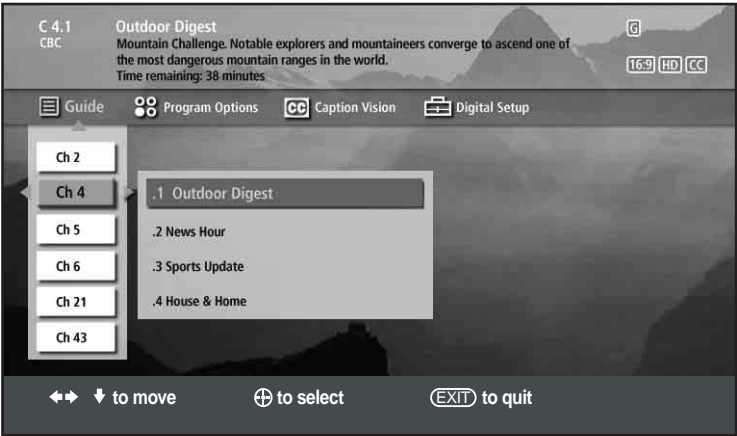 C 4.1 Outdoor Digest G
CBC Mountain Challenge. Notable explorers and mountaineers converge to ascend one of
the most dangerous mountain ranges in the world. 16:9 HD CC
Time remaining: 38 minutes
Guide Program Options CC Caption Vision Digital Setup
Ch 2
Ch 4 .1 Outdoor Digest
Ch 5 .2 News Hour
Ch 6 .3 Sports Update
Ch 21 .4 House & Home
Ch 43
to move to select EXIT to quit